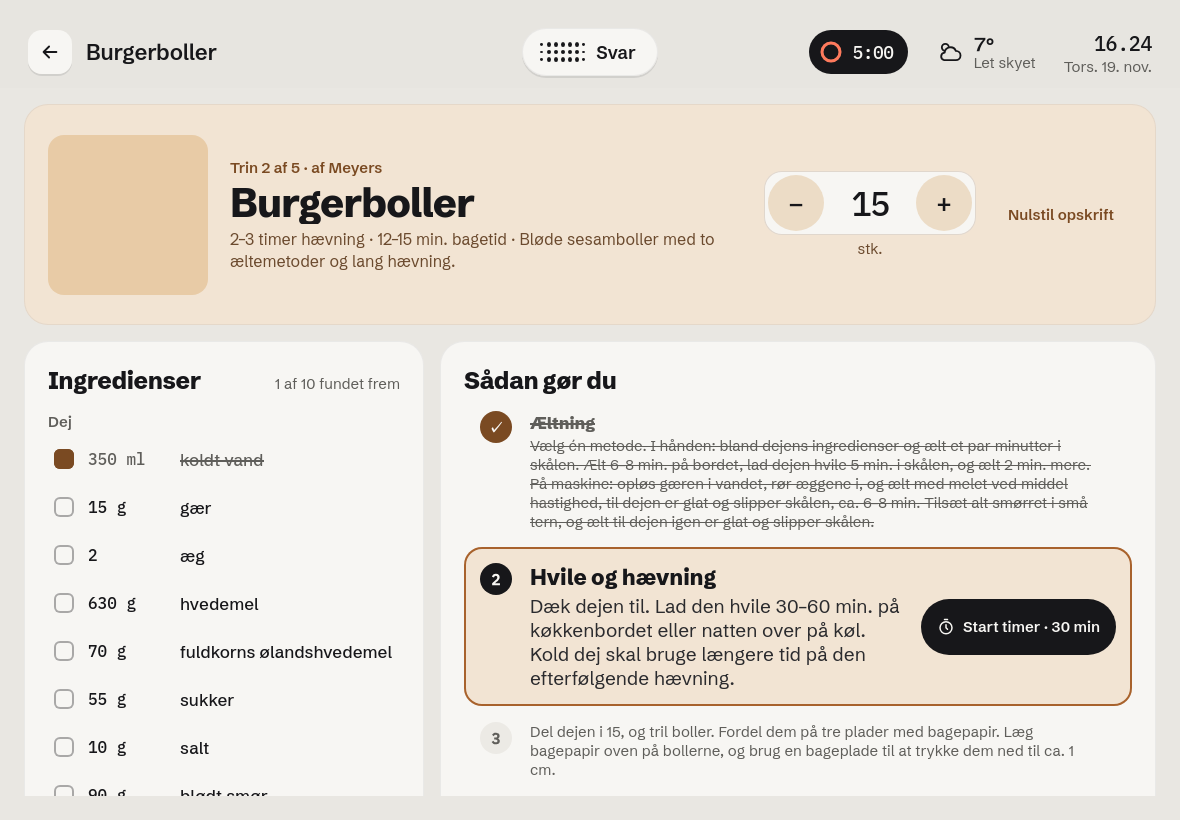 Burgerboller
Svar
5:00
7°
Let skyet
16.24
Tors. 19. nov.
Trin 2 af 5 · af Meyers
Burgerboller
2–3 timer hævning · 12–15 min. bagetid · Bløde sesamboller med to
æltemetoder og lang hævning.
− 15 +
stk.
Nulstil opskrift
Ingredienser
1 af 10 fundet frem
Dej
350 ml koldt vand
15 g gær
2 æg
630 g hvedemel
70 g fuldkorns ølandshvedemel
55 g sukker
10 g salt
90 g blødt smør
Sådan gør du
✓ Æltning
Vælg én metode. I hånden: bland dejens ingredienser og ælt et par minutter i
skålen. Ælt 6–8 min. på bordet, lad dejen hvile 5 min. i skålen, og ælt 2 min. mere.
På maskine: opløs gæren i vandet, rør æggene i, og ælt med melet ved middel
hastighed, til dejen er glat og slipper skålen, ca. 6–8 min. Tilsæt alt smørret i små
tern, og ælt til dejen igen er glat og slipper skålen.
2 Hvile og hævning
Dæk dejen til. Lad den hvile 30–60 min. på
køkkenbordet eller natten over på køl.
Kold dej skal bruge længere tid på den
efterfølgende hævning.
Start timer · 30 min
3 Del dejen i 15, og tril boller. Fordel dem på tre plader med bagepapir. Læg
bagepapir oven på bollerne, og brug en bageplade til at trykke dem ned til ca. 1
cm.